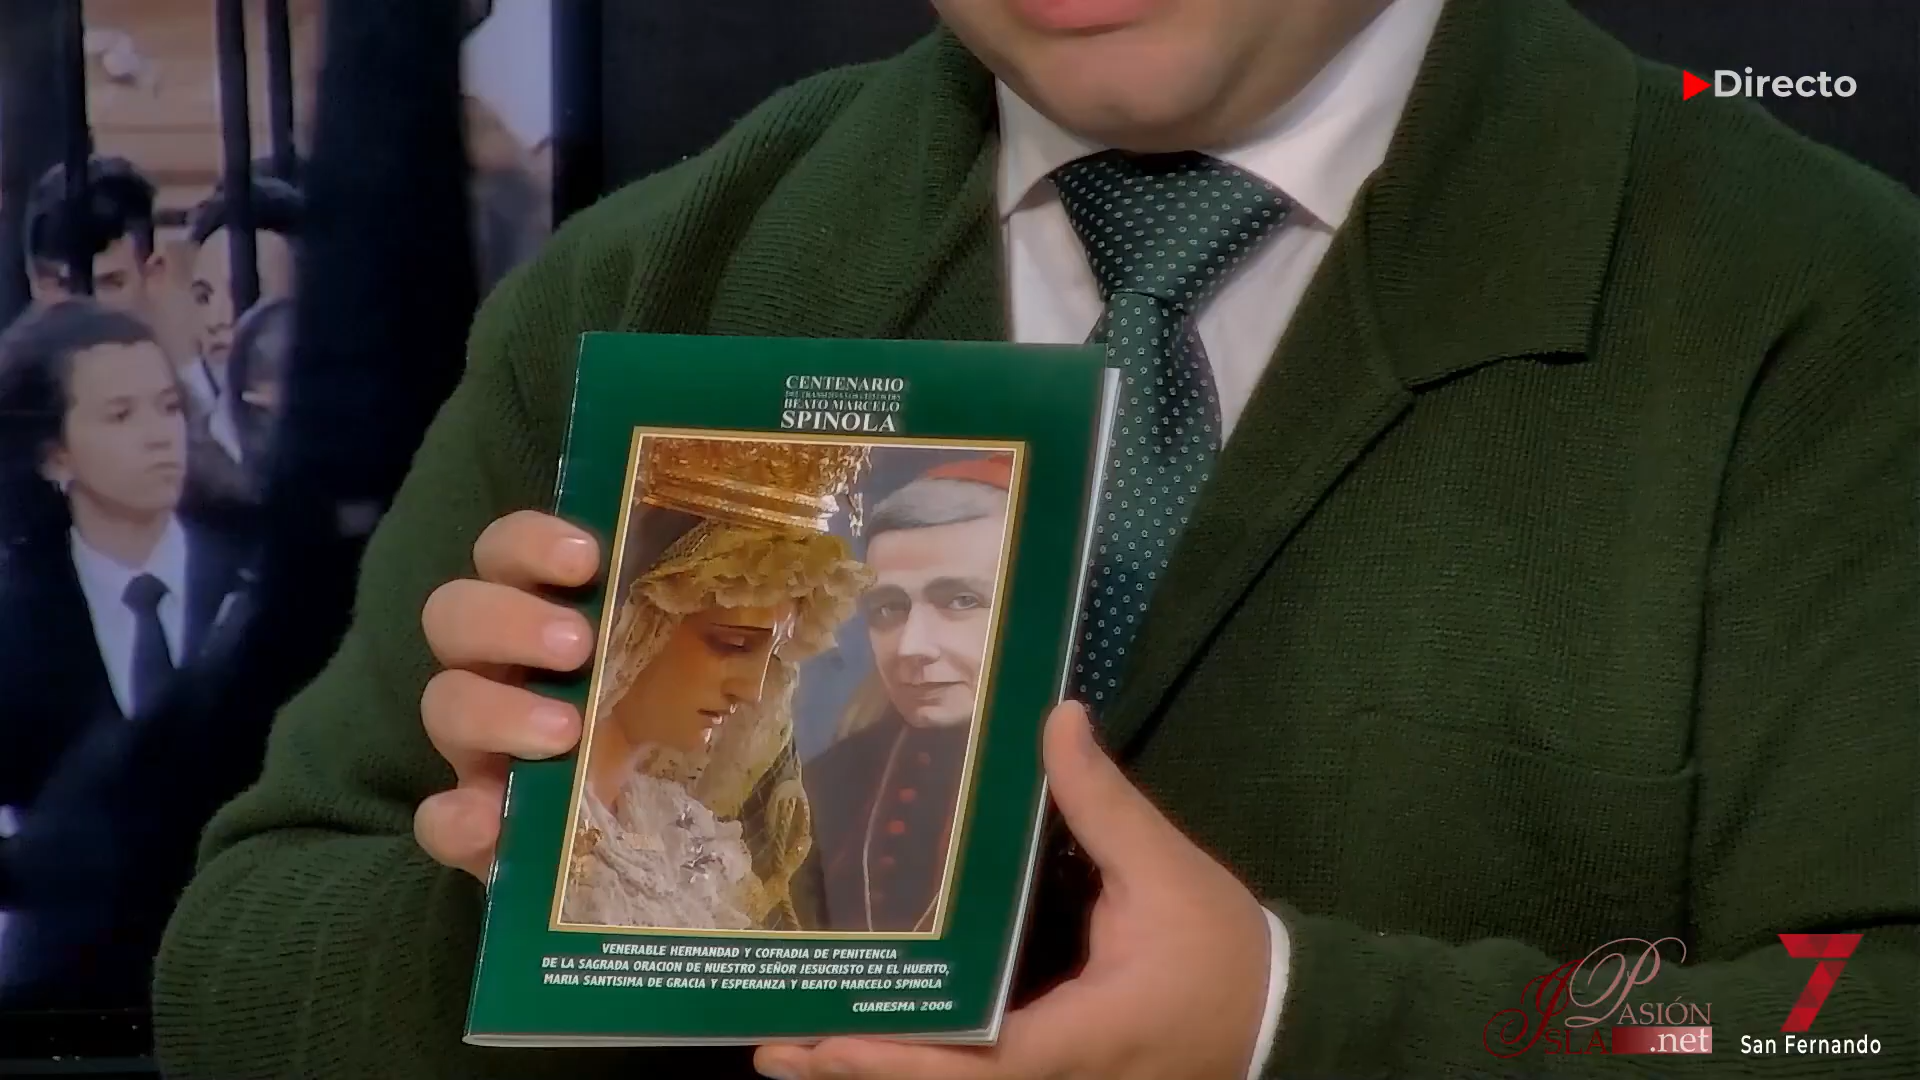 Directo
CENTENARIO
BEATO MARCELO
SPINOLA
VENERABLE HERMANDAD Y COFRADIA DE PENITENCIA
DE LA SAGRADA ORACION DE NUESTRO SEÑOR JESUCRISTO EN EL HUERTO,
MARIA SANTISIMA DE GRACIA Y ESPERANZA Y BEATO MARCELO SPINOLA
CUARESMA 2006
ISLA PASIÓN
.net
7
San Fernando